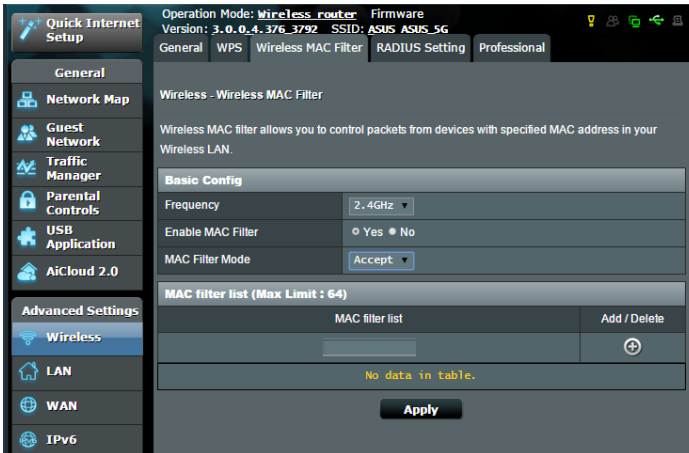 Quick Internet
Setup
Operation Mode: Wireless router Firmware
Version: 3.0.0.4.376_3792 SSID: ASUS ASUS_5G
General WPS Wireless MAC Filter RADIUS Setting Professional
General
Network Map
Guest
Network
Traffic
Manager
Parental
Controls
USB
Application
AiCloud 2.0
Advanced Settings
Wireless
LAN
WAN
IPv6
Wireless - Wireless MAC Filter
Wireless MAC filter allows you to control packets from devices with specified MAC address in your
Wireless LAN.
Basic Config
Frequency 2.4GHz
Enable MAC Filter Yes No
MAC Filter Mode Accept
MAC filter list (Max Limit : 64)
MAC filter list Add / Delete
No data in table.
Apply